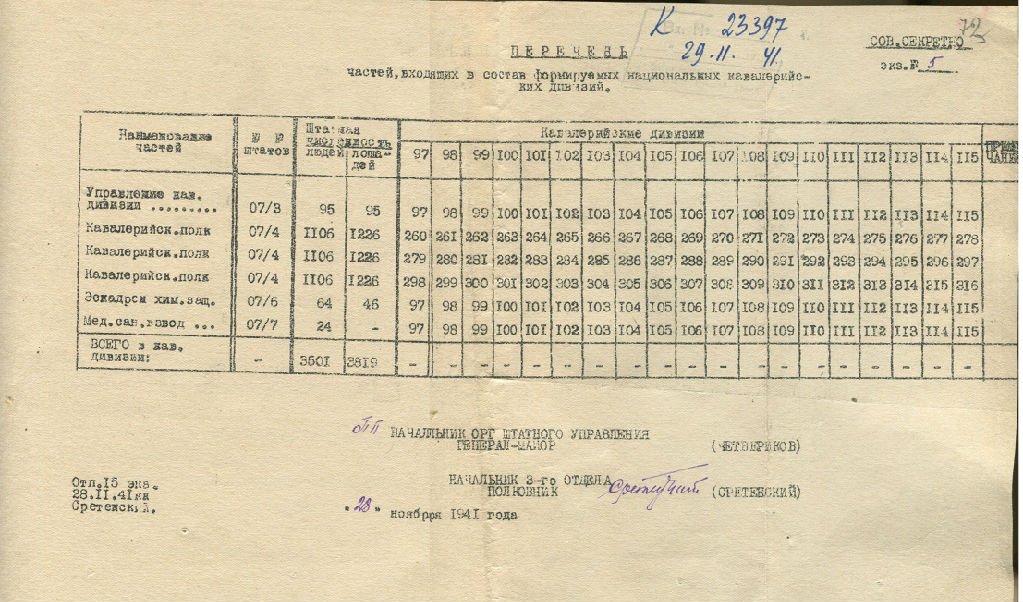 К 23397
29.11.41.
72
СОВ.СЕКРЕТНО
экз.№ 5
ПЕРЕЧЕНЬ
частей, входящих в состав формируемых национальных кавалерийс-
ких дивизий.
Наименование частей | № № штатов | Штатная численность людей | лошадей | Кавалерийские дивизии | ПРИМЕ ЧАНИЕ
97 98 99 100 101 102 103 104 105 106 107 108 109 110 111 112 113 114 115
Управление кав.
дивизии ......... 07/3 95 95 97 98 99 100 101 102 103 104 105 106 107 108 109 110 111 112 113 114 115
Кавалерийск.полк 07/4 1106 1226 260 261 262 263 264 265 266 267 268 269 270 271 272 273 274 275 276 277 278
Кавалерийск.полк 07/4 1106 1226 279 280 281 282 283 284 285 286 287 288 289 290 291 292 293 294 295 296 297
Кавалерийск.полк 07/4 1106 1226 298 299 300 301 302 303 304 305 306 307 308 309 310 311 312 313 314 315 316
Эскадрон хим.защ. 07/6 64 46 97 98 99 100 101 102 103 104 105 106 107 108 109 110 111 112 113 114 115
Мед.сан.взвод ... 07/7 24 - 97 98 99 100 101 102 103 104 105 106 107 108 109 110 111 112 113 114 115
ВСЕГО в кав.
дивизии: - 3501 3819 - - - - - - - - - - - - - - - - - - -
НАЧАЛЬНИК ОРГ ШТАТНОГО УПРАВЛЕНИЯ
ГЕНЕРАЛ-МАЙОР (ЧЕТВЕРИКОВ)
НАЧАЛЬНИК 3-го ОТДЕЛА
ПОЛКОВНИК (СРЕТЕНСКИЙ)
"28" ноября 1941 года
Отп.15 экз.
28.11.41
Сретенский.